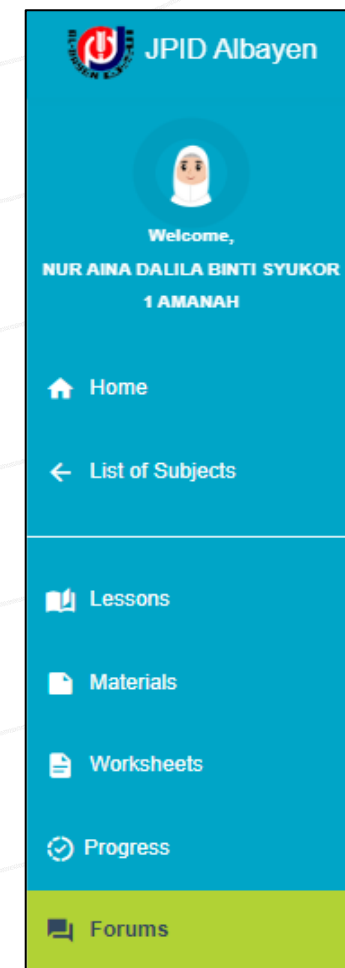 JPID Albayen
Welcome,
NUR AINA DALILA BINTI SYUKOR
1 AMANAH
Home
List of Subjects
Lessons
Materials
Worksheets
Progress
Forums